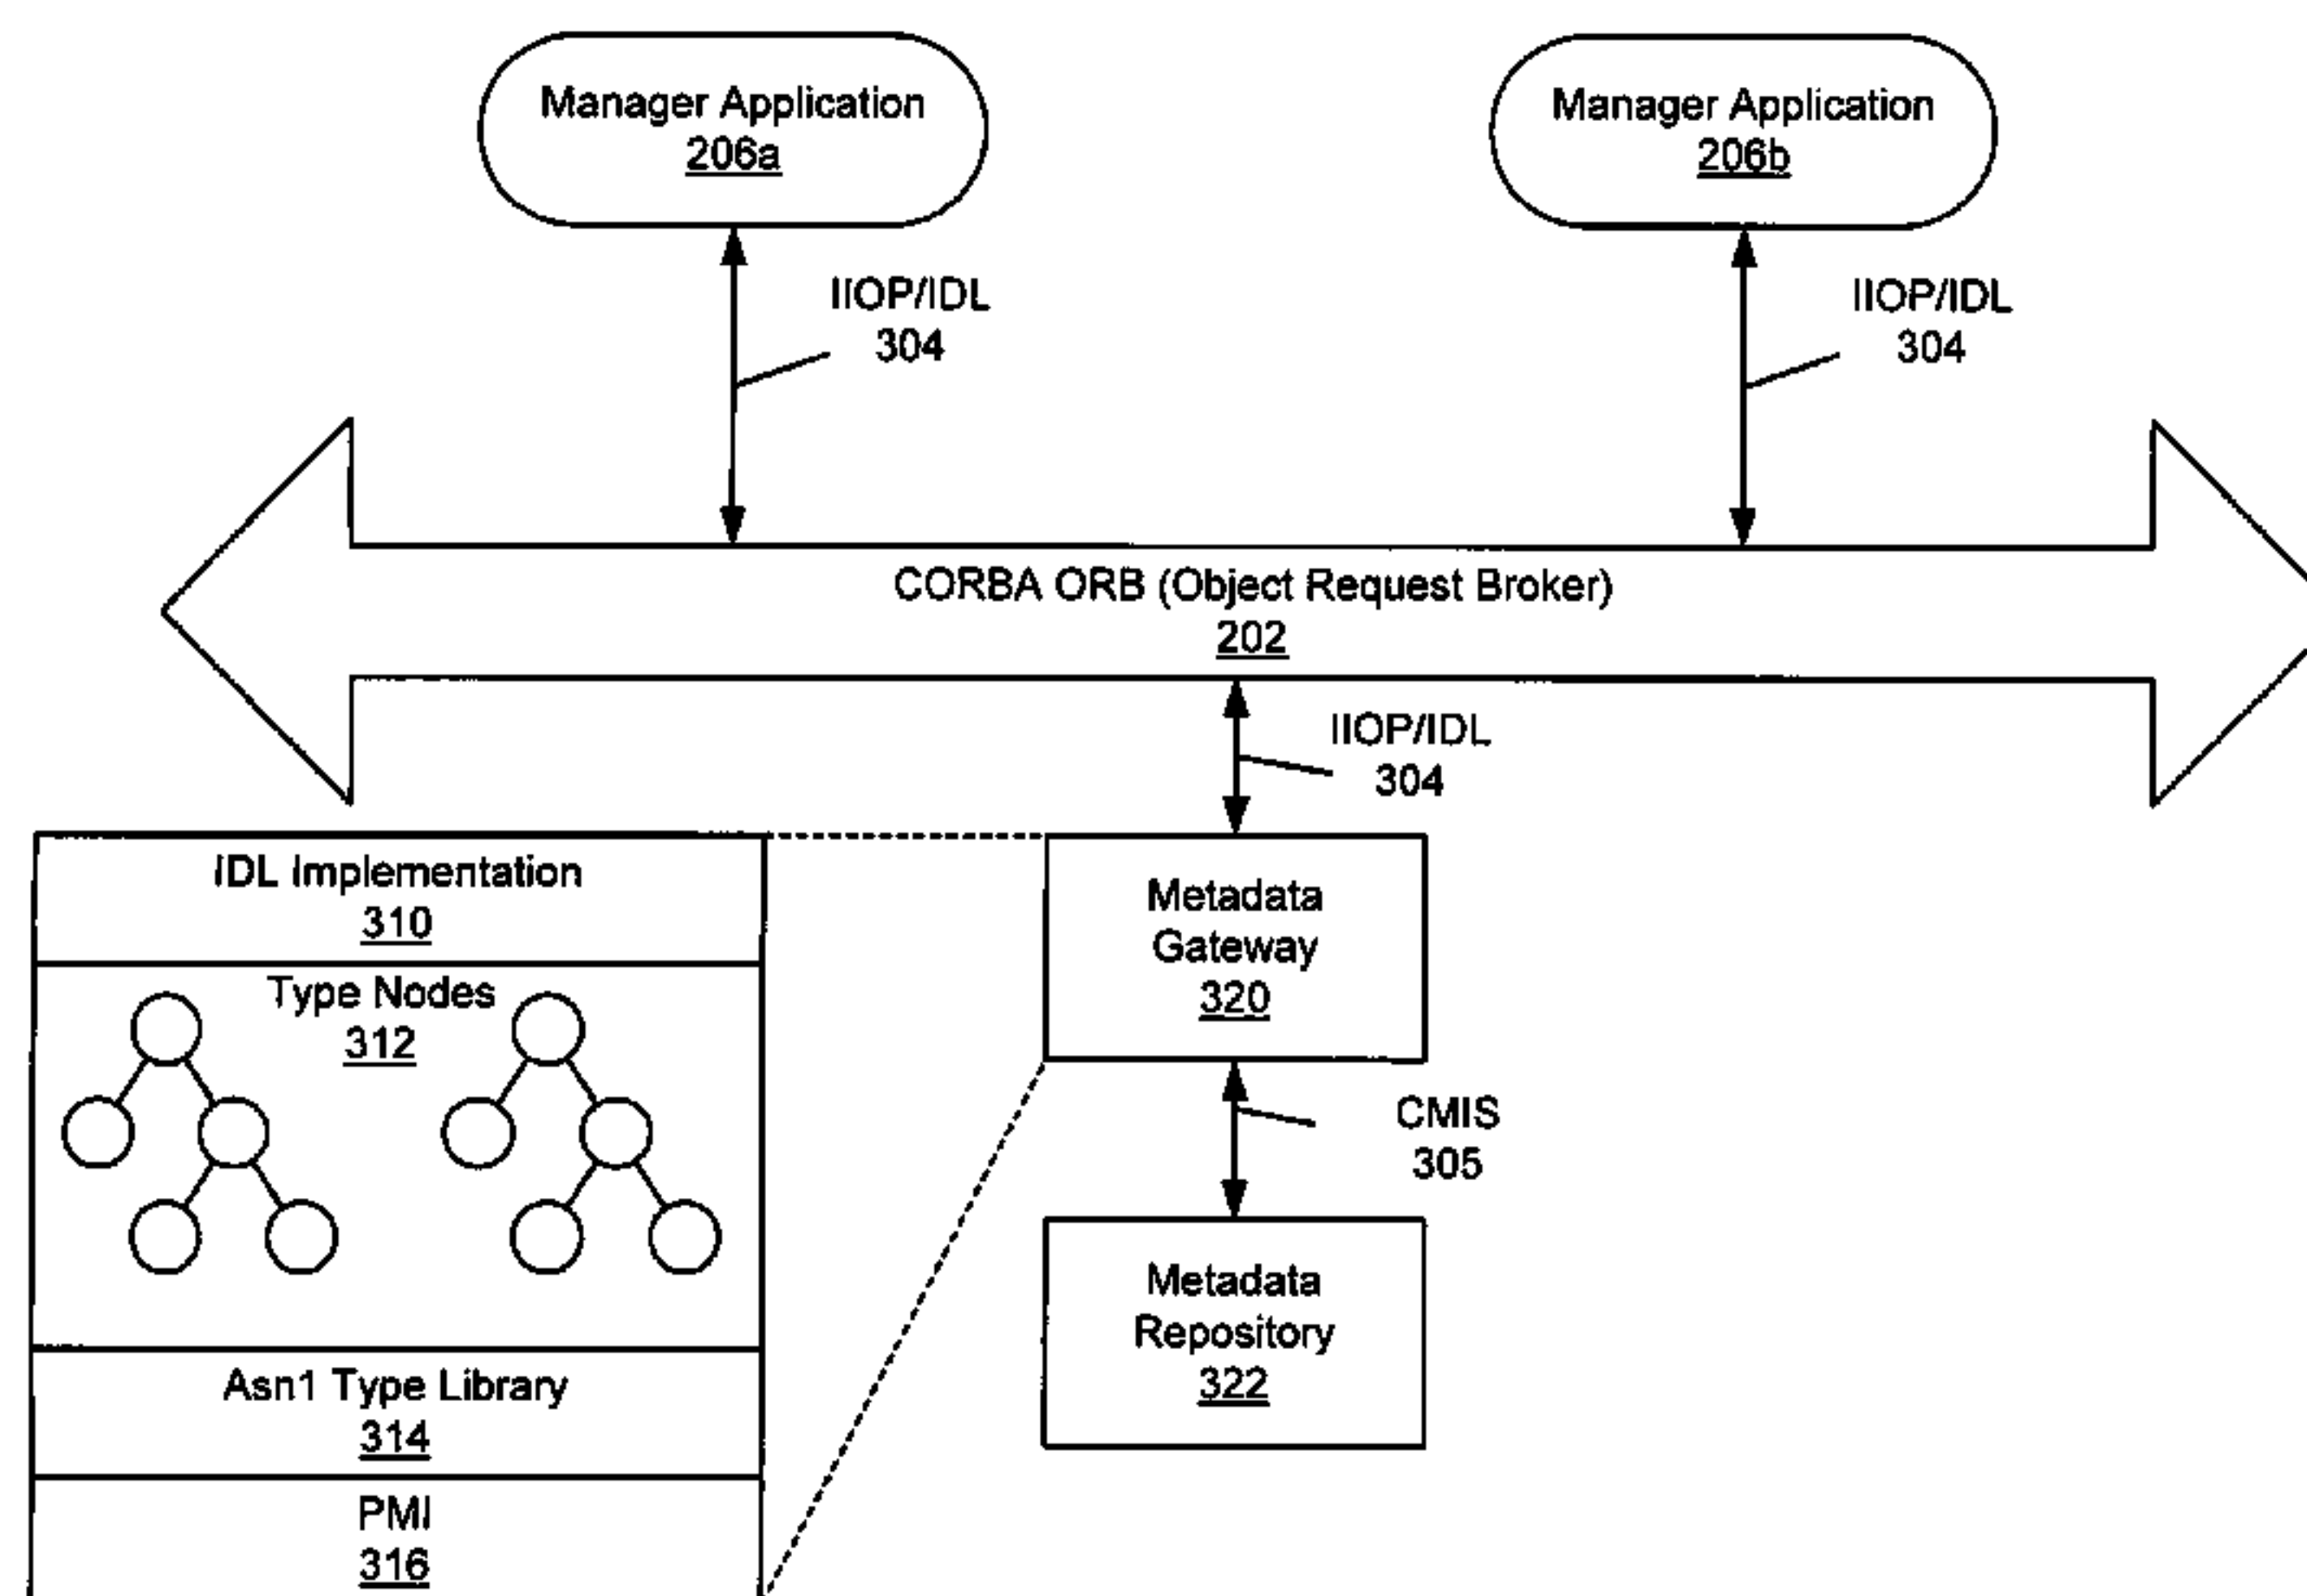 Manager Application
206a
Manager Application
206b
IIOP/IDL
304
IIOP/IDL
304
CORBA ORB (Object Request Broker)
202
IIOP/IDL
304
IDL Implementation
310
Type Nodes
312
Asn1 Type Library
314
PMI
316
Metadata
Gateway
320
CMIS
305
Metadata
Repository
322